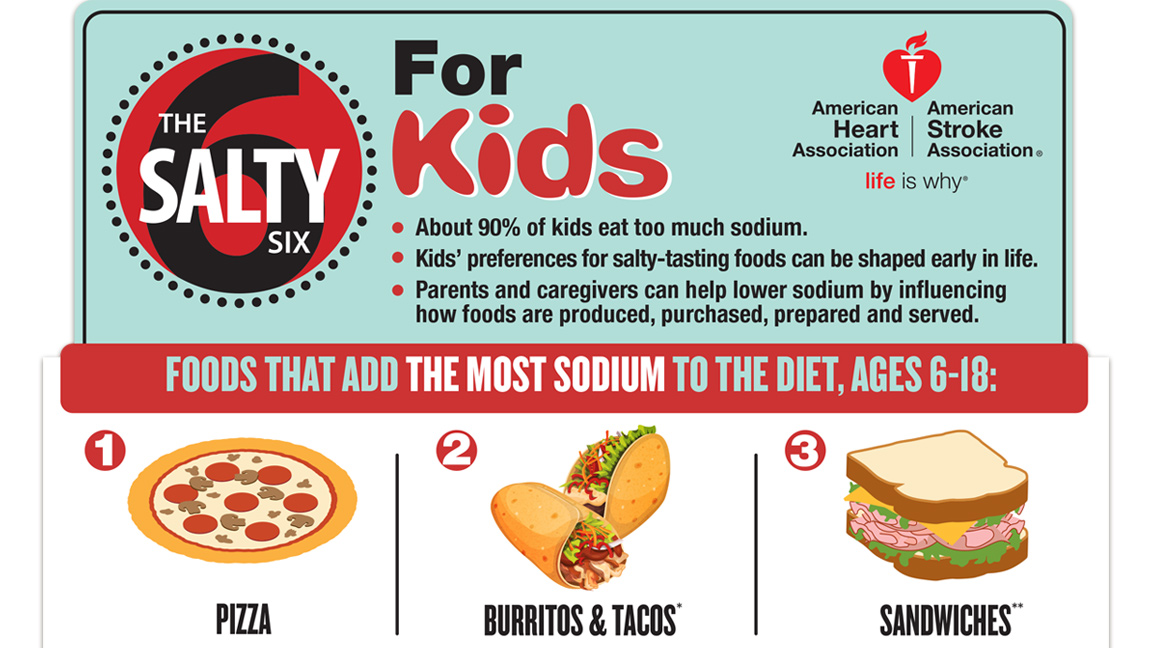 THE
SALTY
SIX
6
For
Kids
American
Heart
Association
American
Stroke
Association®
life is why®
• About 90% of kids eat too much sodium.
• Kids’ preferences for salty-tasting foods can be shaped early in life.
• Parents and caregivers can help lower sodium by influencing
how foods are produced, purchased, prepared and served.
FOODS THAT ADD THE MOST SODIUM TO THE DIET, AGES 6-18:
1
PIZZA
2
BURRITOS & TACOS*
3
SANDWICHES**